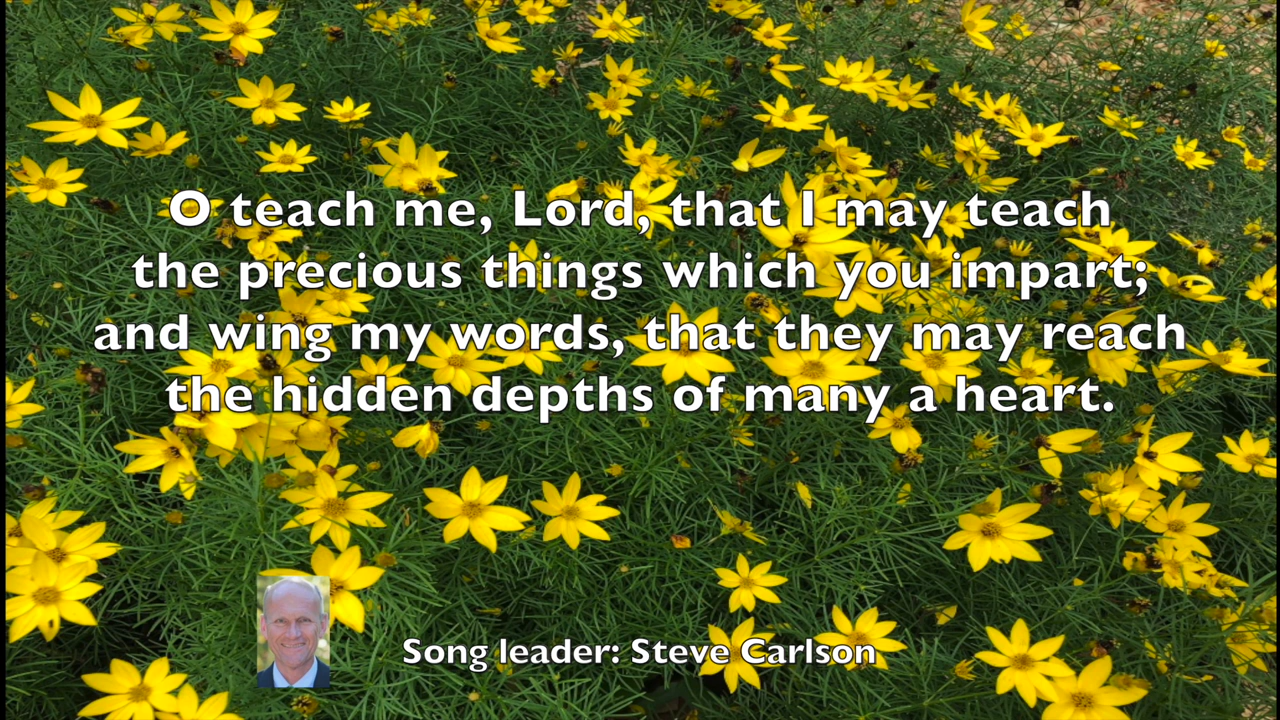 O teach me, Lord, that I may teach
the precious things which you impart;
and wing my words, that they may reach
the hidden depths of many a heart.
Song leader: Steve Carlson